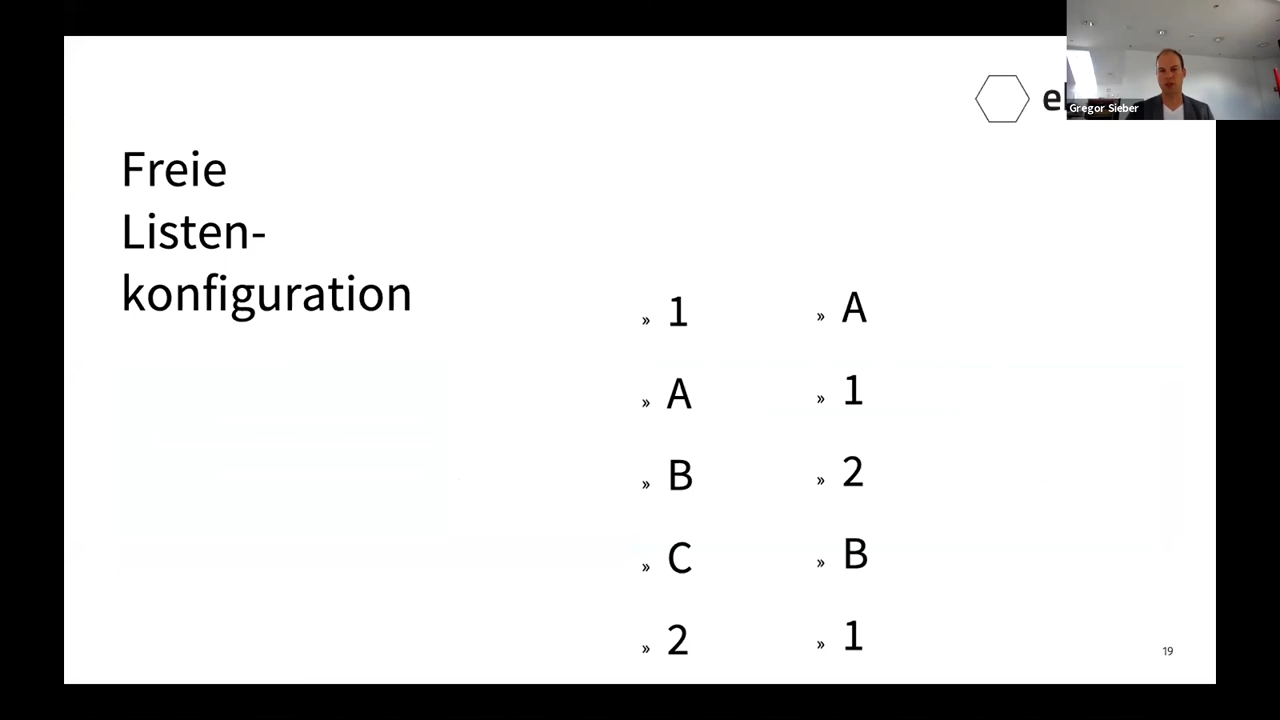 Gregor Sieber
Freie
Listen-
konfiguration
» 1
» A
» B
» C
» 2
» A
» 1
» 2
» B
» 1
19